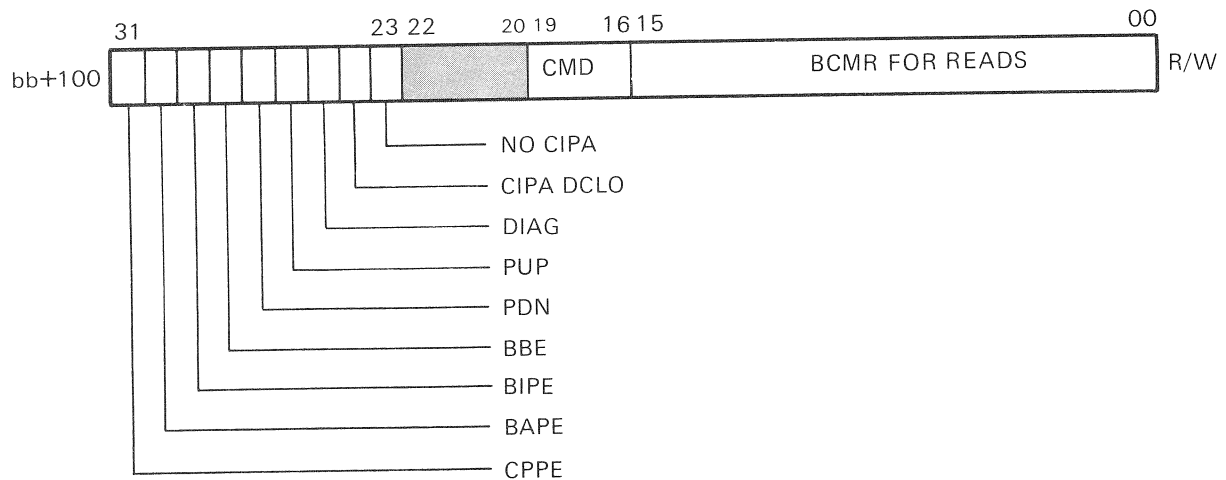 31 23 22 20 19 16 15 00
bb+100 CMD BCMR FOR READS R/W
NO CIPA
CIPA DCLO
DIAG
PUP
PDN
BBE
BIPE
BAPE
CPPE